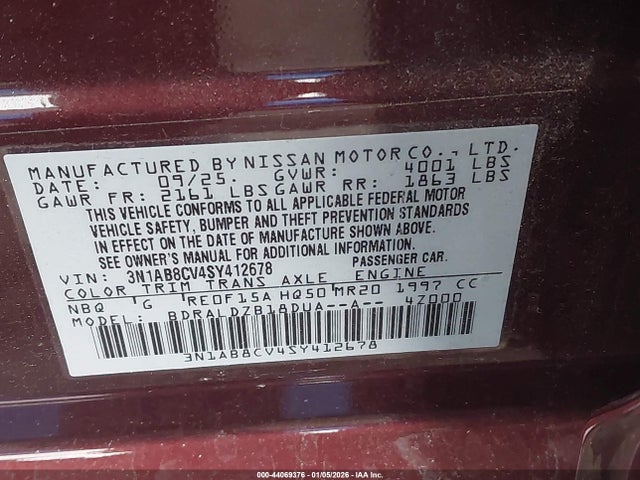 MANUFACTURED BY NISSAN MOTOR CO., LTD.
DATE: 09/25. GVWR: 4001 LBS
GAWR FR: 2161 LBS GAWR RR: 1863 LBS
THIS VEHICLE CONFORMS TO ALL APPLICABLE FEDERAL MOTOR
VEHICLE SAFETY, BUMPER AND THEFT PREVENTION STANDARDS
IN EFFECT ON THE DATE OF MANUFACTURE SHOWN ABOVE.
SEE OWNER'S MANUAL FOR ADDITIONAL INFORMATION.
VIN: 3N1AB8CV4SY412678 PASSENGER CAR.
COLOR TRIM TRANS AXLE ENGINE
NBQ G RE0F15A HQ50 MR20 1997 CC
BDRALDZB18DUA--A-- 4Z000
3N1AB8CV4SY412678
000-44069376 - 01/05/2026 - IAA Inc.